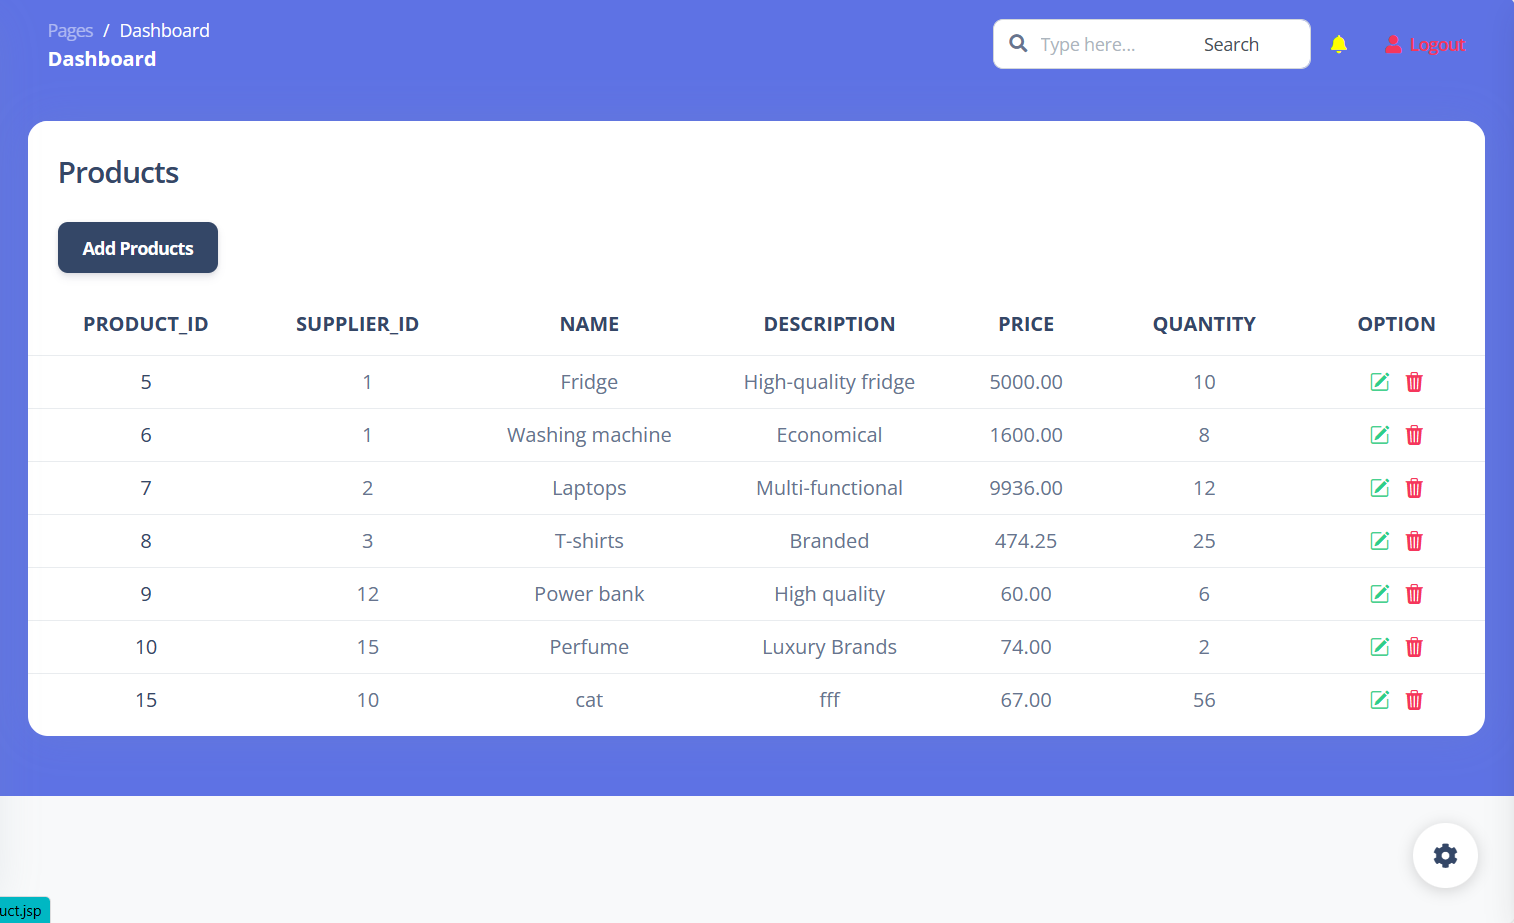 Pages / Dashboard
Dashboard
Type here... Search
Logout
Products
Add Products
PRODUCT_ID SUPPLIER_ID NAME DESCRIPTION PRICE QUANTITY OPTION
5 1 Fridge High-quality fridge 5000.00 10
6 1 Washing machine Economical 1600.00 8
7 2 Laptops Multi-functional 9936.00 12
8 3 T-shirts Branded 474.25 25
9 12 Power bank High quality 60.00 6
10 15 Perfume Luxury Brands 74.00 2
15 10 cat fff 67.00 56
uct.jsp